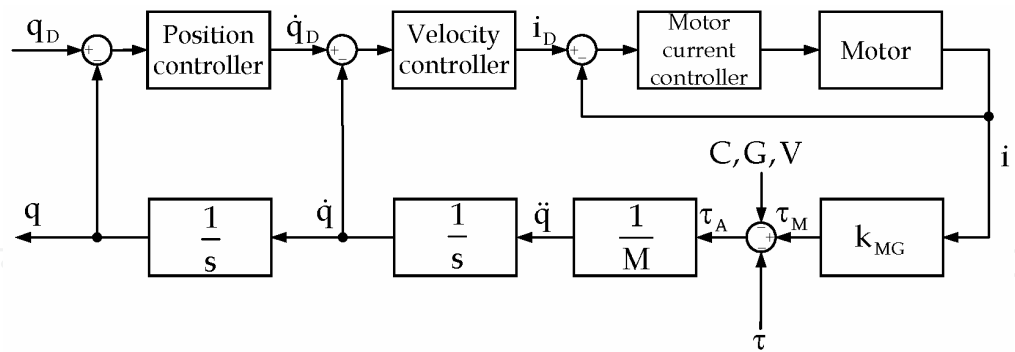 q_D
+
−
Position
controller
q̇_D
+
−
Velocity
controller
i_D
+
−
Motor
current
controller
Motor
i
C, G, V
k_MG
τ_M
+
−
−
τ
τ_A
1
M
q̈
1
s
q̇
1
s
q